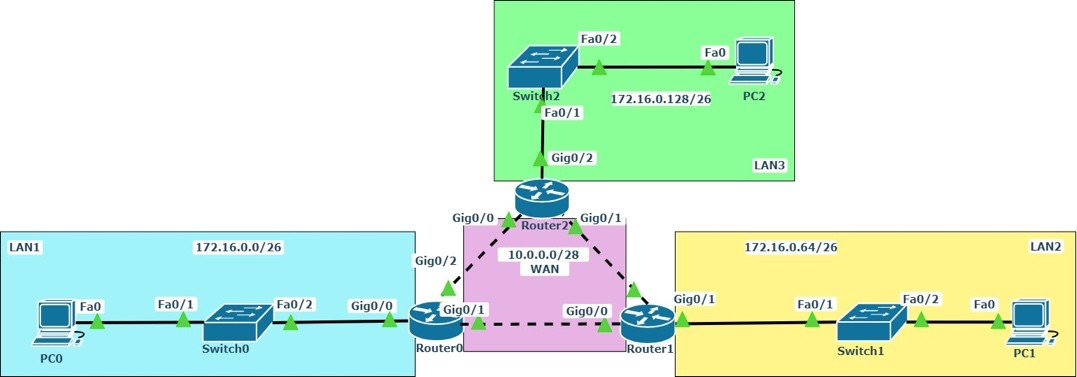 Fa0/2
Fa0
Switch2
PC2
172.16.0.128/26
Fa0/1
Gig0/2
LAN3
Gig0/0
Gig0/1
Router2
LAN1
172.16.0.0/26
10.0.0.0/28
WAN
172.16.0.64/26
LAN2
Gig0/2
Fa0
Fa0/1
Fa0/2
Gig0/0
Gig0/1
Gig0/0
Gig0/1
Fa0/1
Fa0/2
Fa0
PC0
Switch0
Router0
Router1
Switch1
PC1